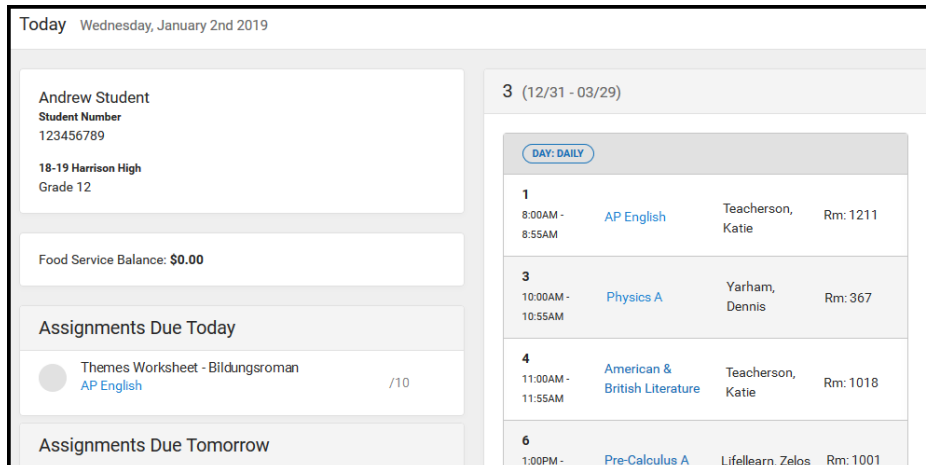 Today Wednesday, January 2nd 2019
Andrew Student
Student Number
123456789
18-19 Harrison High
Grade 12
Food Service Balance: $0.00
Assignments Due Today
Themes Worksheet - Bildungsroman
AP English
/10
Assignments Due Tomorrow
3 (12/31 - 03/29)
DAY: DAILY
1
8:00AM -
8:55AM
AP English
Teacherson,
Katie
Rm: 1211
3
10:00AM -
10:55AM
Physics A
Yarham,
Dennis
Rm: 367
4
11:00AM -
11:55AM
American &
British Literature
Teacherson,
Katie
Rm: 1018
6
1:00PM -
Pre-Calculus A
Lifellearn, Zelos
Rm: 1001